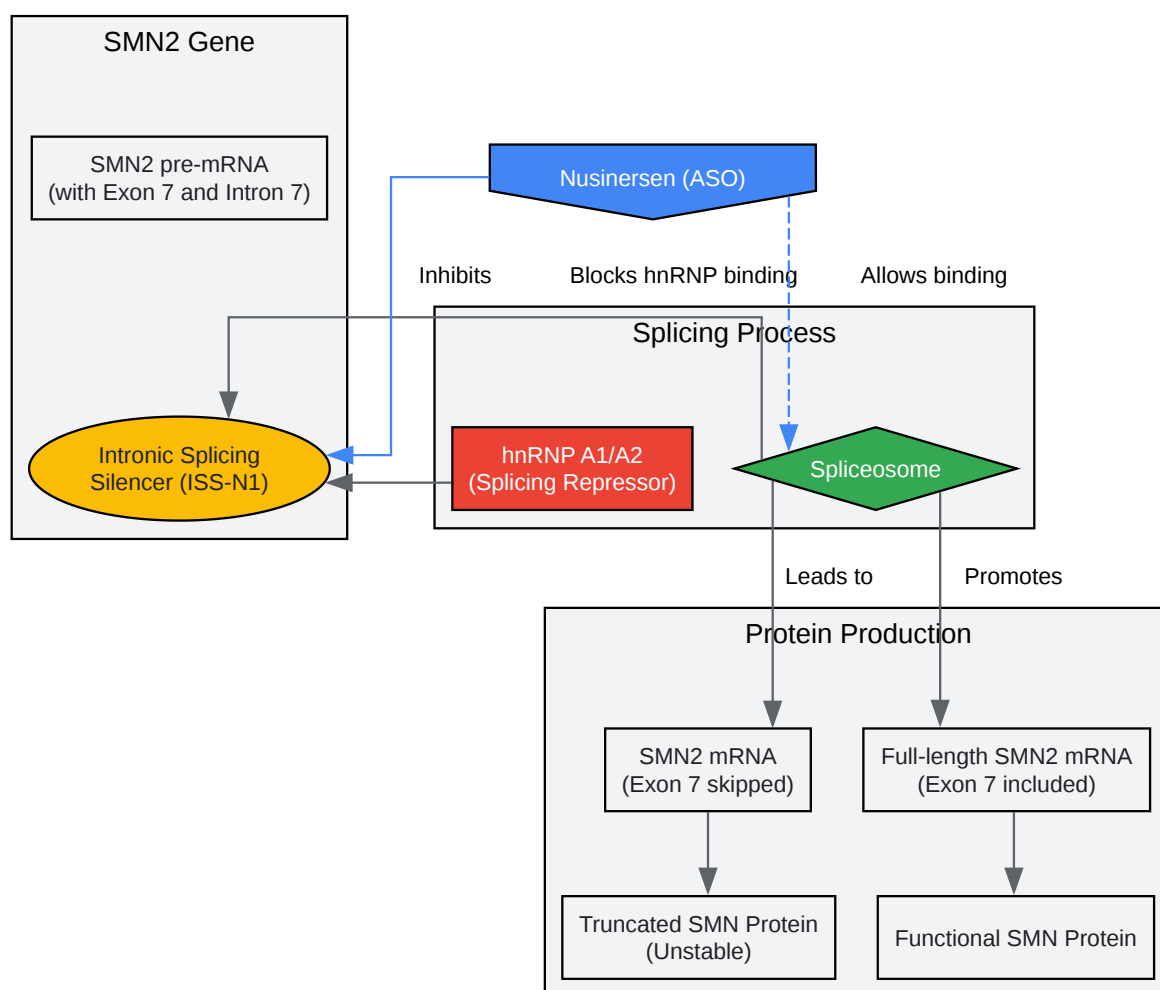 SMN2 Gene
SMN2 pre-mRNA
(with Exon 7 and Intron 7)
Nusinersen (ASO)
Inhibits
Blocks hnRNP binding
Allows binding
Splicing Process
Intronic Splicing
Silencer (ISS-N1)
hnRNP A1/A2
(Splicing Repressor)
Spliceosome
Leads to
Promotes
Protein Production
SMN2 mRNA
(Exon 7 skipped)
Full-length SMN2 mRNA
(Exon 7 included)
Truncated SMN Protein
(Unstable)
Functional SMN Protein